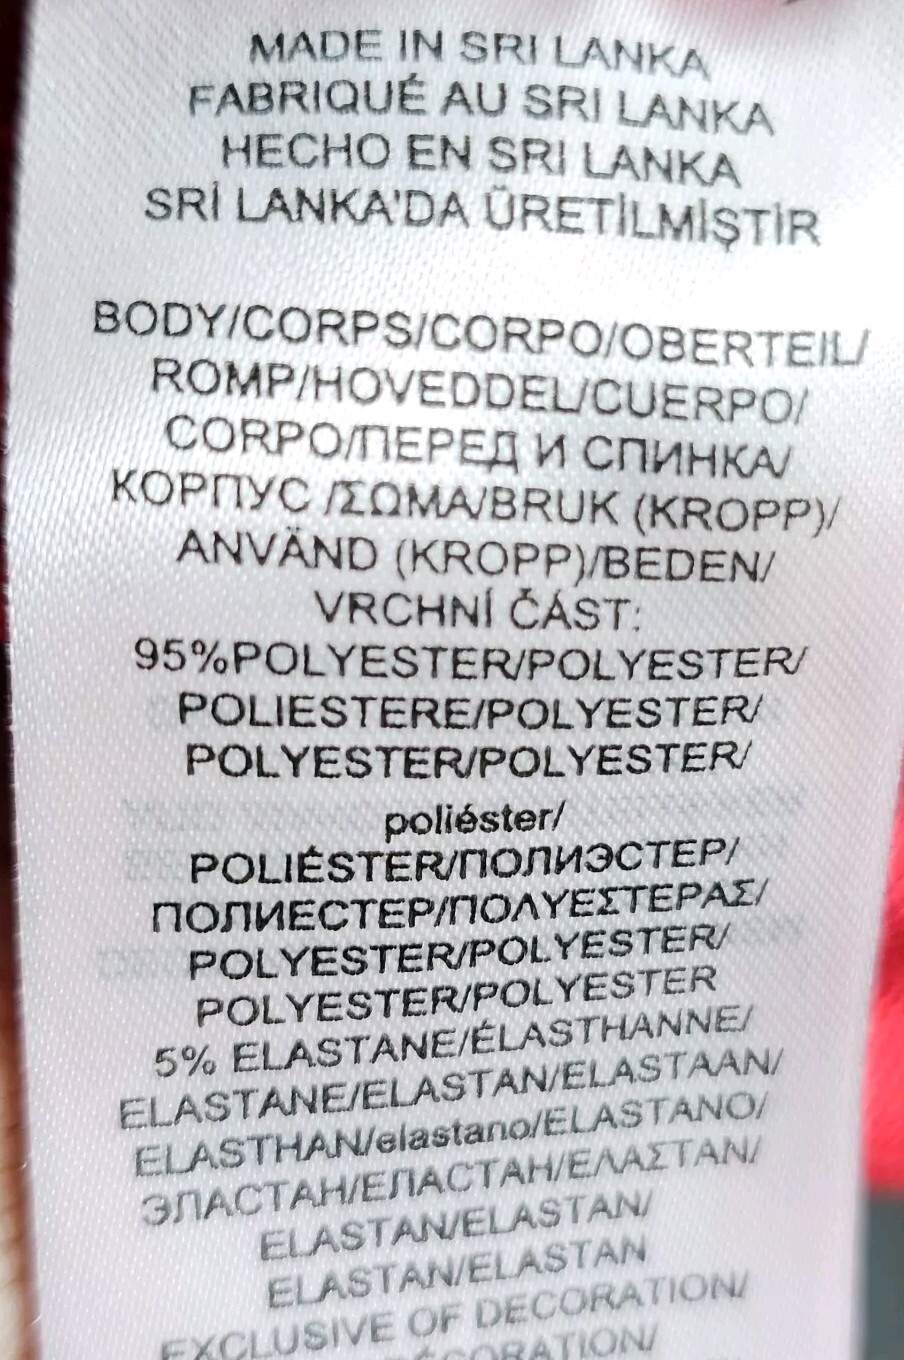 MADE IN SRI LANKA
FABRIQUÉ AU SRI LANKA
HECHO EN SRI LANKA
SRİ LANKA'DA ÜRETİLMİŞTİR
BODY/CORPS/CORPO/OBERTEIL/
ROMP/HOVEDDEL/CUERPO/
CORPO/ПЕРЕД И СПИНКА/
КОРПУС /ΣΩΜΑ/BRUK (KROPP)/
ANVÄND (KROPP)/BEDEN/
VRCHNÍ ČÁST:
95%POLYESTER/POLYESTER/
POLIESTERE/POLYESTER/
POLYESTER/POLYESTER/
poliéster/
POLIÉSTER/ПОЛИЭСТЕР/
ПОЛИЕСТЕР/ΠΟΛΥΕΣΤΕΡΑΣ/
POLYESTER/POLYESTER/
POLYESTER/POLYESTER
5% ELASTANE/ÉLASTHANNE/
ELASTANE/ELASTAN/ELASTAAN/
ELASTHAN/elastano/ELASTANO/
ЭЛАСТАН/ЕЛАСТАН/ΕΛΑΣΤΑΝ/
ELASTAN/ELASTAN/
ELASTAN/ELASTAN
EXCLUSIVE OF DECORATION/